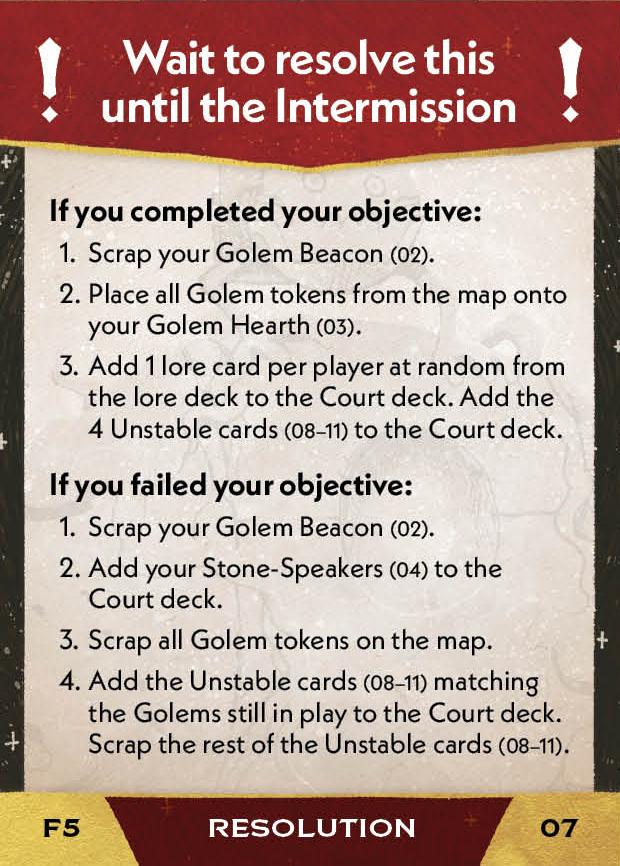 Wait to resolve this
until the Intermission
! !
If you completed your objective:
1. Scrap your Golem Beacon (02).
2. Place all Golem tokens from the map onto
your Golem Hearth (03).
3. Add 1 lore card per player at random from
the lore deck to the Court deck. Add the
4 Unstable cards (08–11) to the Court deck.
If you failed your objective:
1. Scrap your Golem Beacon (02).
2. Add your Stone-Speakers (04) to the
Court deck.
3. Scrap all Golem tokens on the map.
4. Add the Unstable cards (08–11) matching
the Golems still in play to the Court deck.
Scrap the rest of the Unstable cards (08–11).
F5 RESOLUTION 07